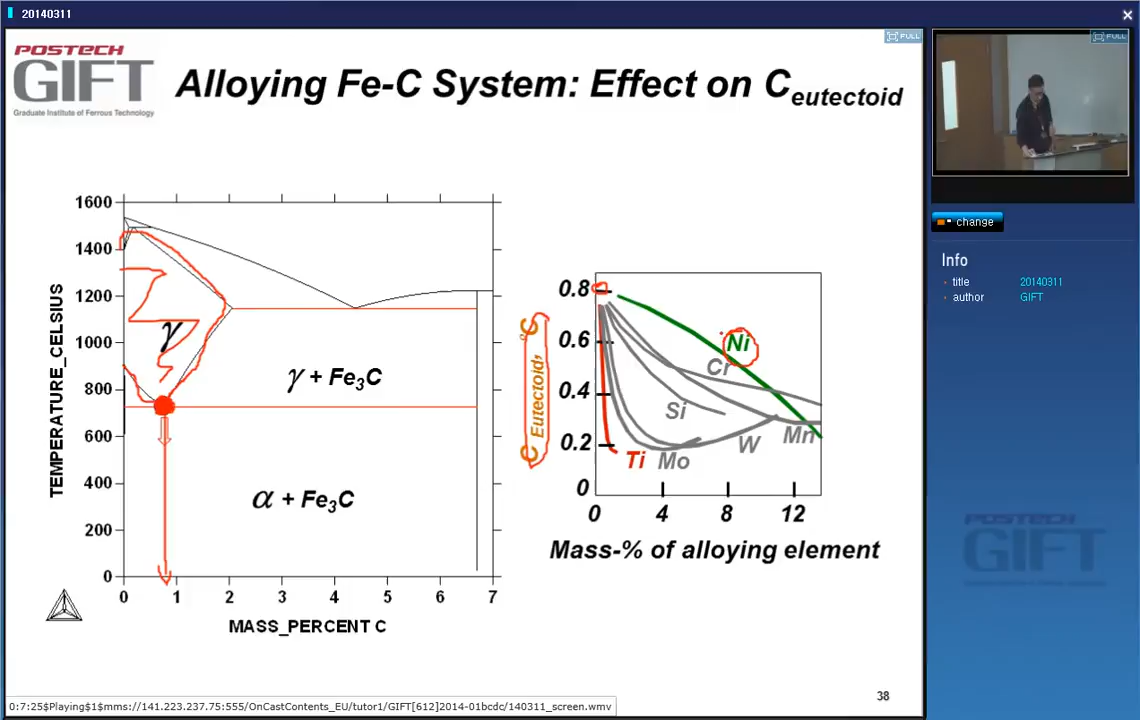 20140311
POSTECH
GIFT
Graduate Institute of Ferrous Technology
Alloying Fe-C System: Effect on Ceutectoid
FULL
FULL
change
Info
title 20140311
author GIFT
1600
1400
1200
1000
800
600
400
200
0
TEMPERATURE_CELSIUS
γ
γ + Fe3C
α + Fe3C
0 1 2 3 4 5 6 7
MASS_PERCENT C
C Eutectoid, °C
0.8
0.6
0.4
0.2
0
Ni
Cr
Si
W
Mn
Ti
Mo
0 4 8 12
Mass-% of alloying element
38
POSTECH
GIFT
0:7:25$Playing$1$mms://141.223.237.75:555/OnCastContents_EU/tutor1/GIFT[612]2014-01bcdc/140311_screen.wmv